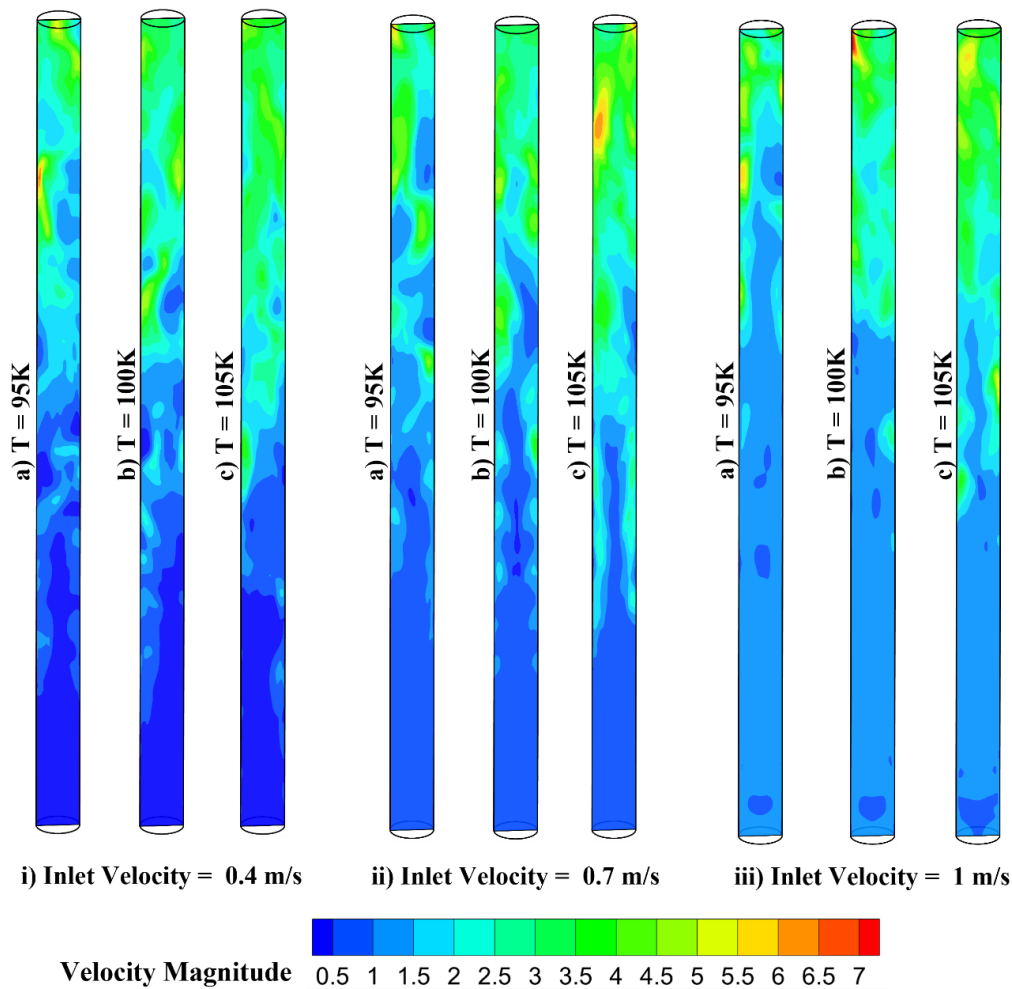 a) T = 95K
b) T = 100K
c) T = 105K
a) T = 95K
b) T = 100K
c) T = 105K
a) T = 95K
b) T = 100K
c) T = 105K
i) Inlet Velocity = 0.4 m/s
ii) Inlet Velocity = 0.7 m/s
iii) Inlet Velocity = 1 m/s
Velocity Magnitude
0.5 1 1.5 2 2.5 3 3.5 4 4.5 5 5.5 6 6.5 7